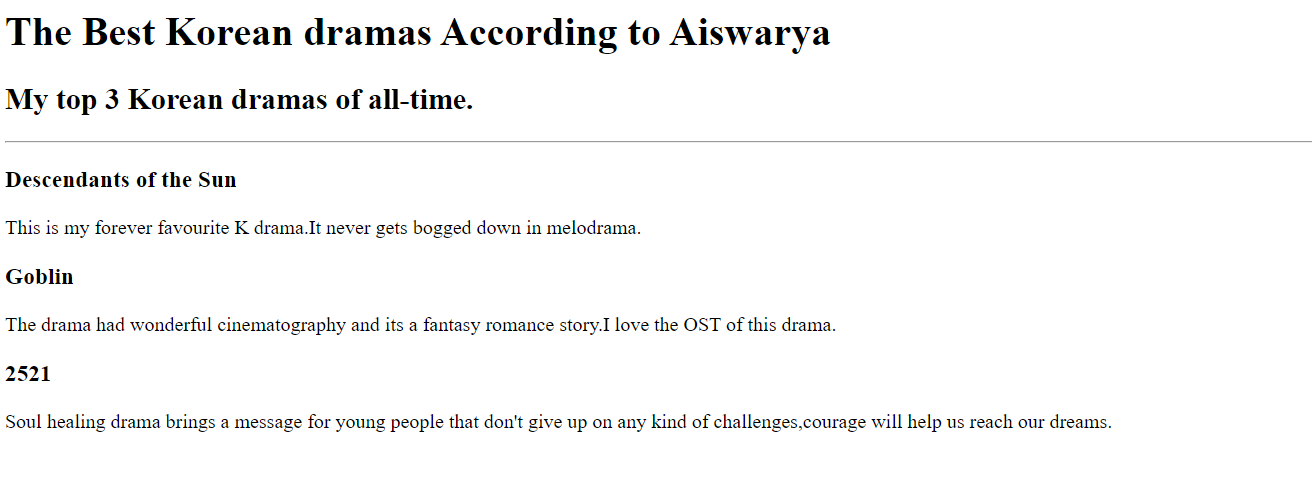 The Best Korean dramas According to Aiswarya
My top 3 Korean dramas of all-time.
Descendants of the Sun
This is my forever favourite K drama.It never gets bogged down in melodrama.
Goblin
The drama had wonderful cinematography and its a fantasy romance story.I love the OST of this drama.
2521
Soul healing drama brings a message for young people that don't give up on any kind of challenges,courage will help us reach our dreams.